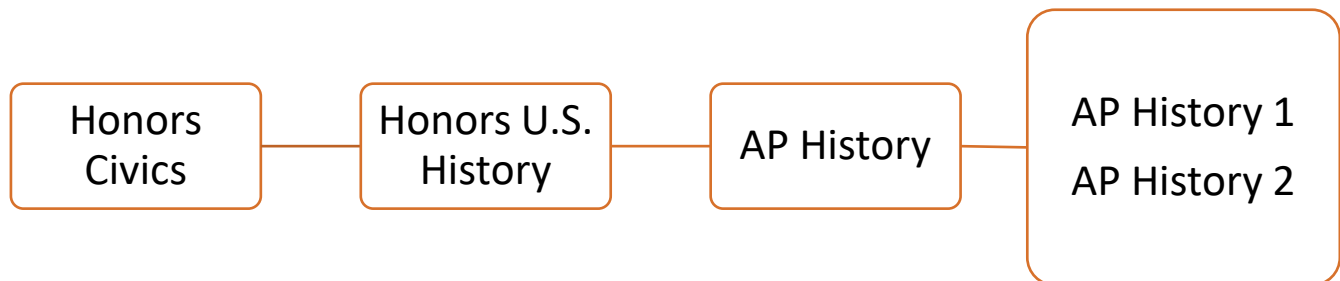 Honors
Civics
Honors U.S.
History
AP History
AP History 1
AP History 2